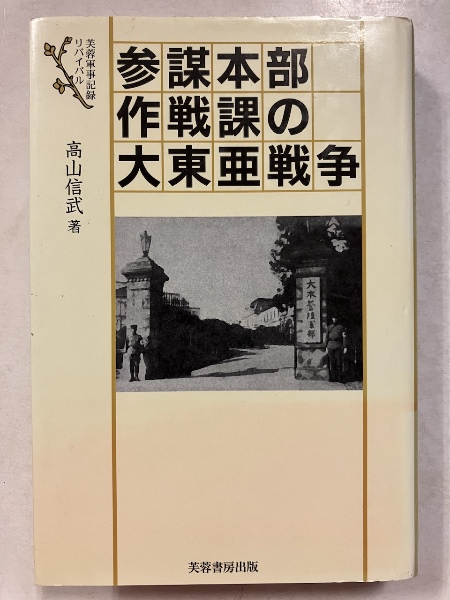 芙蓉軍事記録
リバイバル
参謀本部
作戦課の
大東亜戦争
高山信武 著
大本營陸軍部
芙蓉書房出版